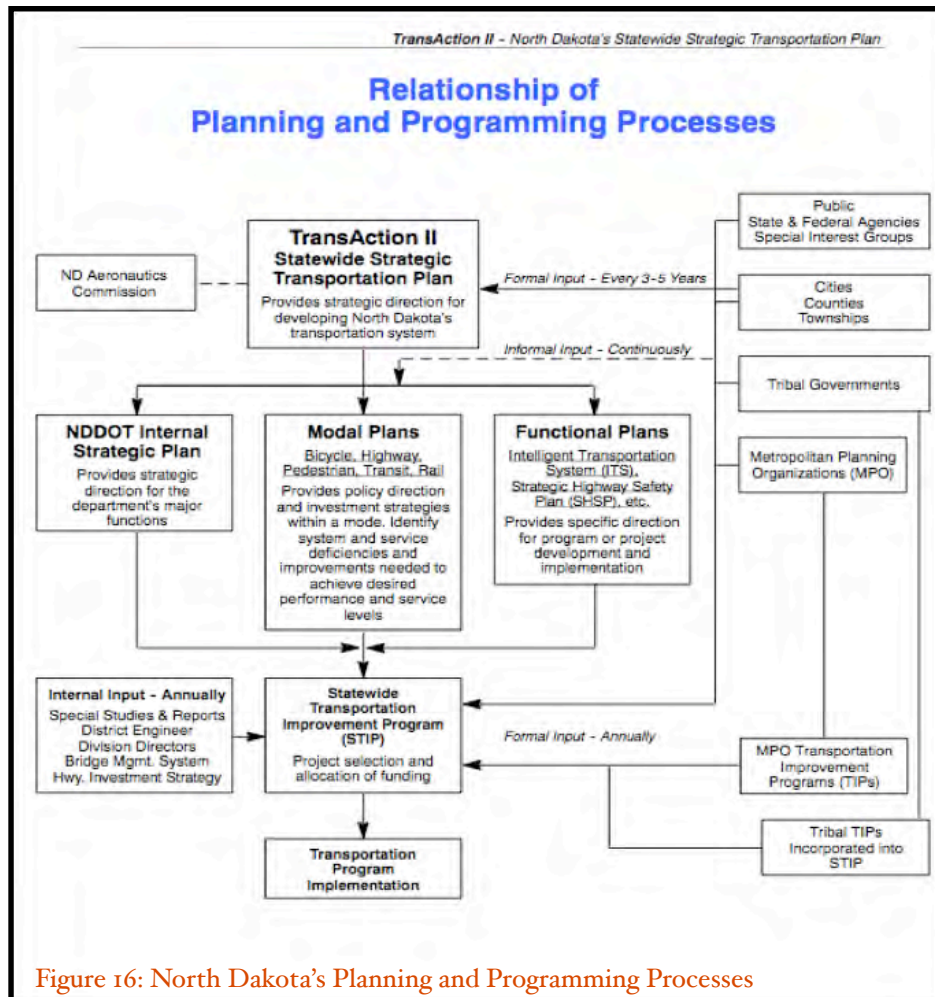 TransAction II – North Dakota's Statewide Strategic Transportation Plan
Relationship of
Planning and Programming Processes
Public
State & Federal Agencies
Special Interest Groups
TransAction II
Statewide Strategic
Transportation Plan
Provides strategic direction for
developing North Dakota's
transportation system
ND Aeronautics
Commission
Formal Input – Every 3–5 Years
Cities
Counties
Townships
Informal Input – Continuously
Tribal Governments
NDDOT Internal
Strategic Plan
Provides strategic
direction for the
department's major
functions
Modal Plans
Bicycle, Highway,
Pedestrian, Transit, Rail
Provides policy direction
and investment strategies
within a mode. Identify
system and service
deficiencies and
improvements needed to
achieve desired
performance and service
levels
Functional Plans
Intelligent Transportation
System (ITS),
Strategic Highway Safety
Plan (SHSP), etc.
Provides specific direction
for program or project
development and
implementation
Metropolitan Planning
Organizations (MPO)
Internal Input – Annually
Special Studies & Reports
District Engineer
Division Directors
Bridge Mgmt. System
Hwy. Investment Strategy
Statewide
Transportation
Improvement Program
(STIP)
Project selection and
allocation of funding
Formal Input – Annually
MPO Transportation
Improvement
Programs (TIPs)
Tribal TIPs
Incorporated into
STIP
Transportation
Program
Implementation
Figure 16: North Dakota's Planning and Programming Processes